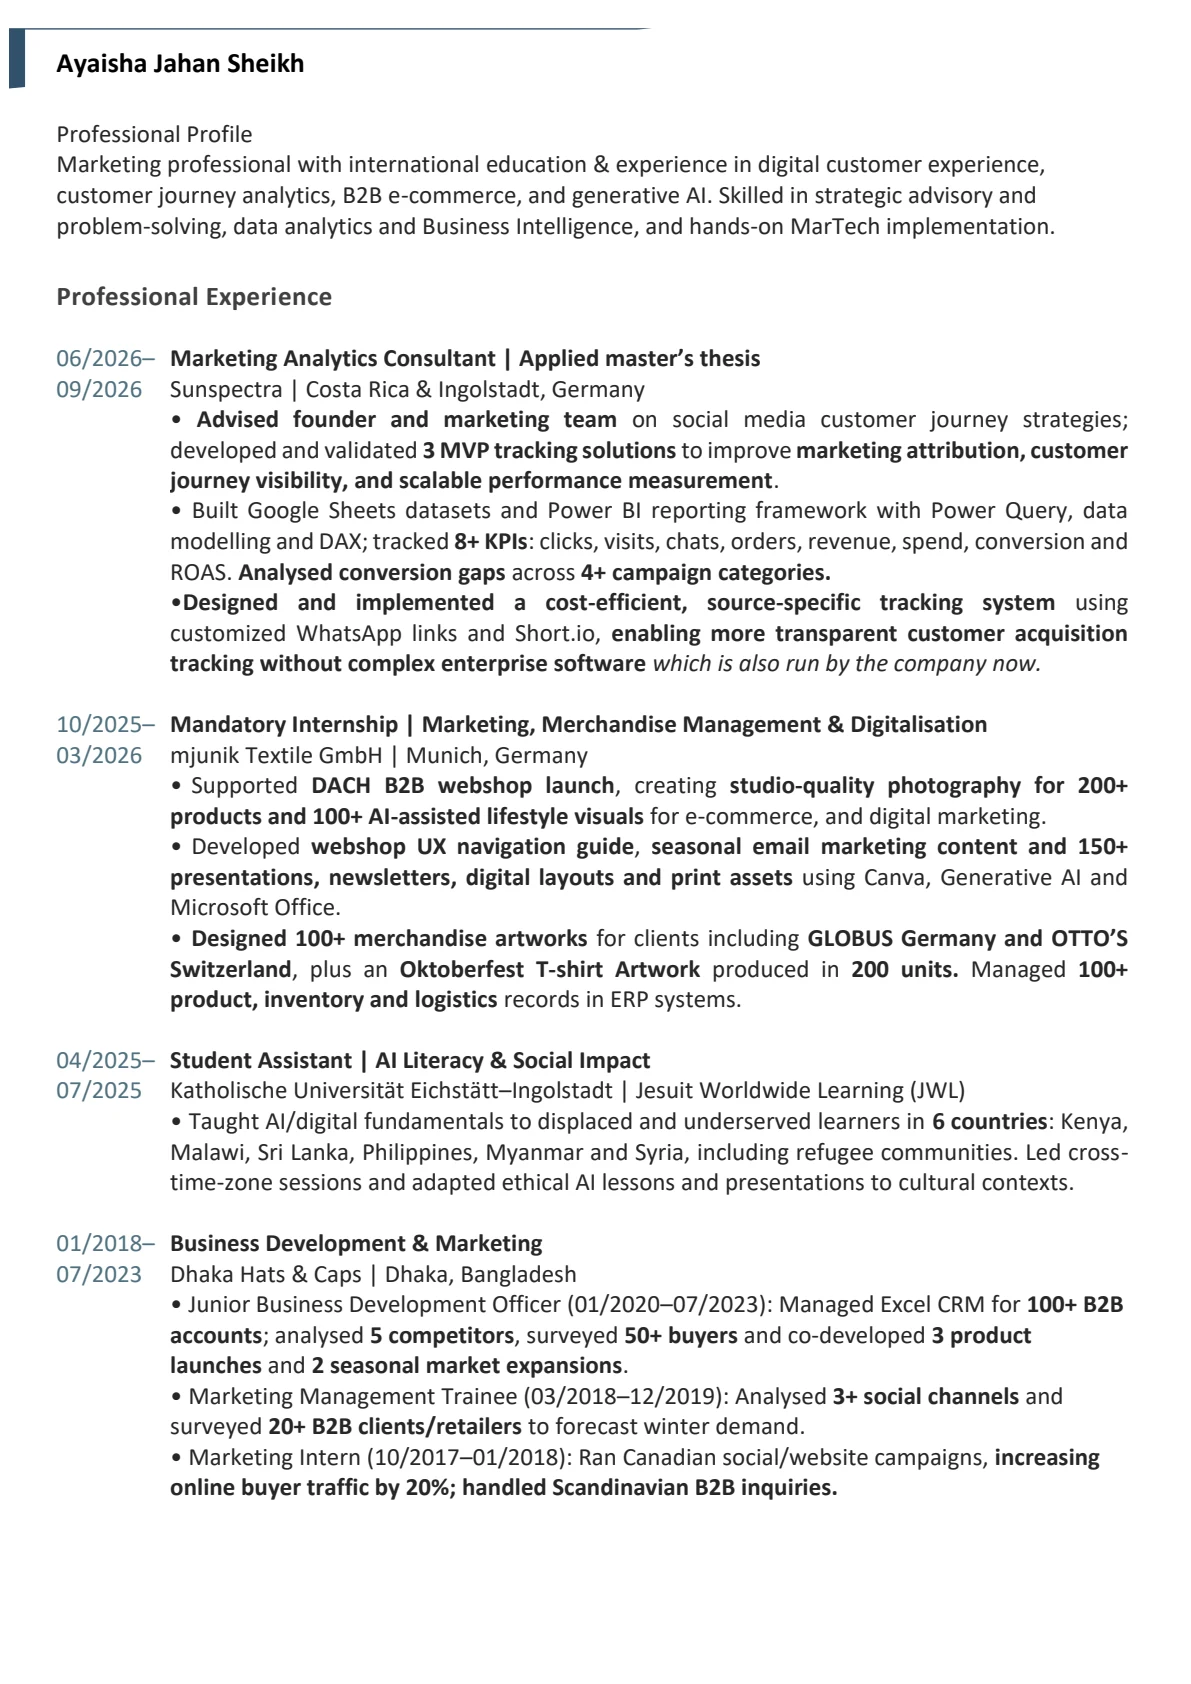 Ayaisha Jahan Sheikh
Professional Profile
Marketing professional with international education & experience in digital customer experience,
customer journey analytics, B2B e-commerce, and generative AI. Skilled in strategic advisory and
problem-solving, data analytics and Business Intelligence, and hands-on MarTech implementation.
Professional Experience
06/2026– Marketing Analytics Consultant | Applied master’s thesis
09/2026 Sunspectra | Costa Rica & Ingolstadt, Germany
• Advised founder and marketing team on social media customer journey strategies;
developed and validated 3 MVP tracking solutions to improve marketing attribution, customer
journey visibility, and scalable performance measurement.
• Built Google Sheets datasets and Power BI reporting framework with Power Query, data
modelling and DAX; tracked 8+ KPIs: clicks, visits, chats, orders, revenue, spend, conversion and
ROAS. Analysed conversion gaps across 4+ campaign categories.
•Designed and implemented a cost-efficient, source-specific tracking system using
customized WhatsApp links and Short.io, enabling more transparent customer acquisition
tracking without complex enterprise software which is also run by the company now.
10/2025– Mandatory Internship | Marketing, Merchandise Management & Digitalisation
03/2026 mjunik Textile GmbH | Munich, Germany
• Supported DACH B2B webshop launch, creating studio-quality photography for 200+
products and 100+ AI-assisted lifestyle visuals for e-commerce, and digital marketing.
• Developed webshop UX navigation guide, seasonal email marketing content and 150+
presentations, newsletters, digital layouts and print assets using Canva, Generative AI and
Microsoft Office.
• Designed 100+ merchandise artworks for clients including GLOBUS Germany and OTTO’S
Switzerland, plus an Oktoberfest T-shirt Artwork produced in 200 units. Managed 100+
product, inventory and logistics records in ERP systems.
04/2025– Student Assistant | AI Literacy & Social Impact
07/2025 Katholische Universität Eichstätt–Ingolstadt | Jesuit Worldwide Learning (JWL)
• Taught AI/digital fundamentals to displaced and underserved learners in 6 countries: Kenya,
Malawi, Sri Lanka, Philippines, Myanmar and Syria, including refugee communities. Led cross-
time-zone sessions and adapted ethical AI lessons and presentations to cultural contexts.
01/2018– Business Development & Marketing
07/2023 Dhaka Hats & Caps | Dhaka, Bangladesh
• Junior Business Development Officer (01/2020–07/2023): Managed Excel CRM for 100+ B2B
accounts; analysed 5 competitors, surveyed 50+ buyers and co-developed 3 product
launches and 2 seasonal market expansions.
• Marketing Management Trainee (03/2018–12/2019): Analysed 3+ social channels and
surveyed 20+ B2B clients/retailers to forecast winter demand.
• Marketing Intern (10/2017–01/2018): Ran Canadian social/website campaigns, increasing
online buyer traffic by 20%; handled Scandinavian B2B inquiries.